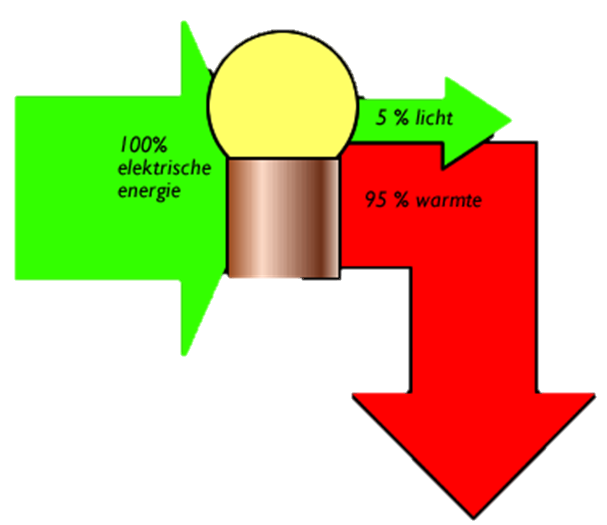 5 % licht
100%
elektrische
energie
95 % warmte